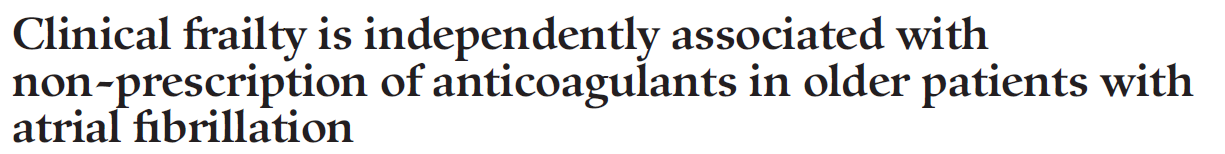 Clinical frailty is independently associated with
non-prescription of anticoagulants in older patients with
atrial fibrillation